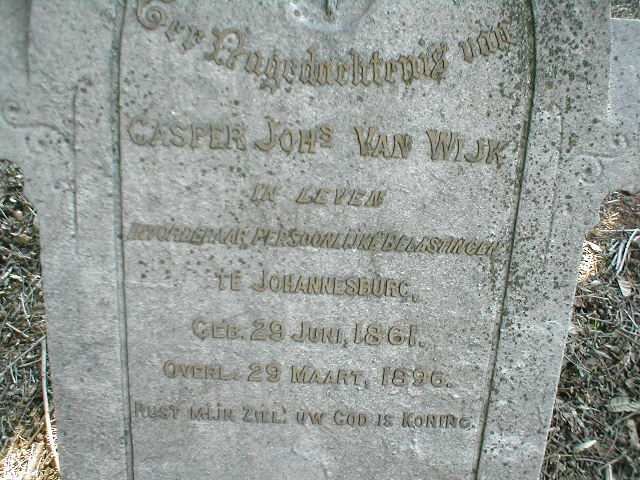 Ter Nagedachtenis van
CASPER JOHS VAN WIJK
IN LEVEN
INVORDERAAR, PERSOONLIJKE BELASTINGEN
TE JOHANNESBURG,
GEB. 29 JUNI, 1861.
OVERL. 29 MAART, 1896.
RUST MIJN ZIEL! UW GOD IS KONING.